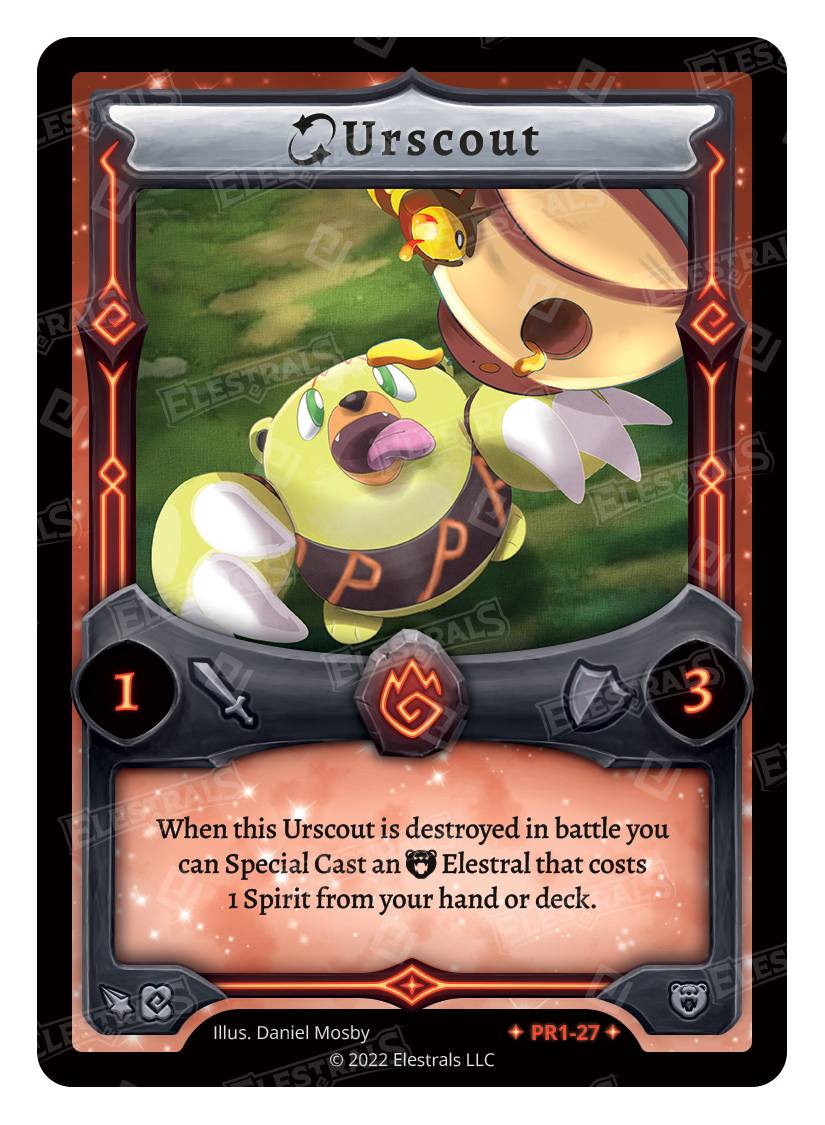 Urscout
1
3
When this Urscout is destroyed in battle you
can Special Cast an Elestral that costs
1 Spirit from your hand or deck.
Illus. Daniel Mosby
PR1-27
© 2022 Elestrals LLC
ELESTRALS